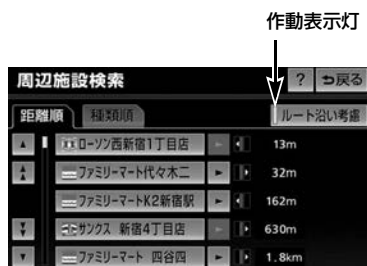 作動表示灯
周辺施設検索 ? 戻る
距離順 種類順 ルート沿い考慮
ローソン西新宿1丁目店 13m
ファミリーマート代々木二 32m
ファミリーマートK2新宿駅 162m
サンクス 新宿4丁目店 630m
ファミリーマート 四谷四 1.8km